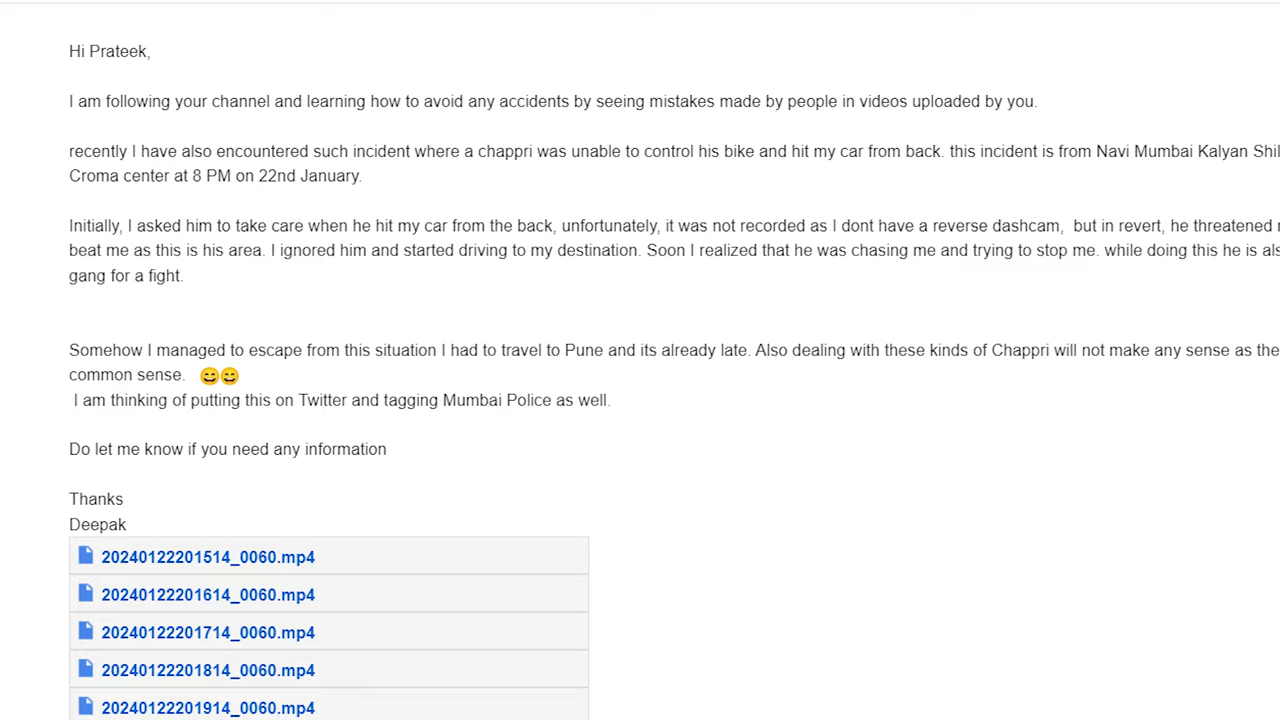 Hi Prateek,
I am following your channel and learning how to avoid any accidents by seeing mistakes made by people in videos uploaded by you.
recently I have also encountered such incident where a chappri was unable to control his bike and hit my car from back. this incident is from Navi Mumbai Kalyan Shil
Croma center at 8 PM on 22nd January.
Initially, I asked him to take care when he hit my car from the back, unfortunately, it was not recorded as I dont have a reverse dashcam,  but in revert, he threatened
beat me as this is his area. I ignored him and started driving to my destination. Soon I realized that he was chasing me and trying to stop me. while doing this he is als
gang for a fight.
Somehow I managed to escape from this situation I had to travel to Pune and its already late. Also dealing with these kinds of Chappri will not make any sense as the
common sense. 😄😄
I am thinking of putting this on Twitter and tagging Mumbai Police as well.
Do let me know if you need any information
Thanks
Deepak
20240122201514_0060.mp4
20240122201614_0060.mp4
20240122201714_0060.mp4
20240122201814_0060.mp4
20240122201914_0060.mp4